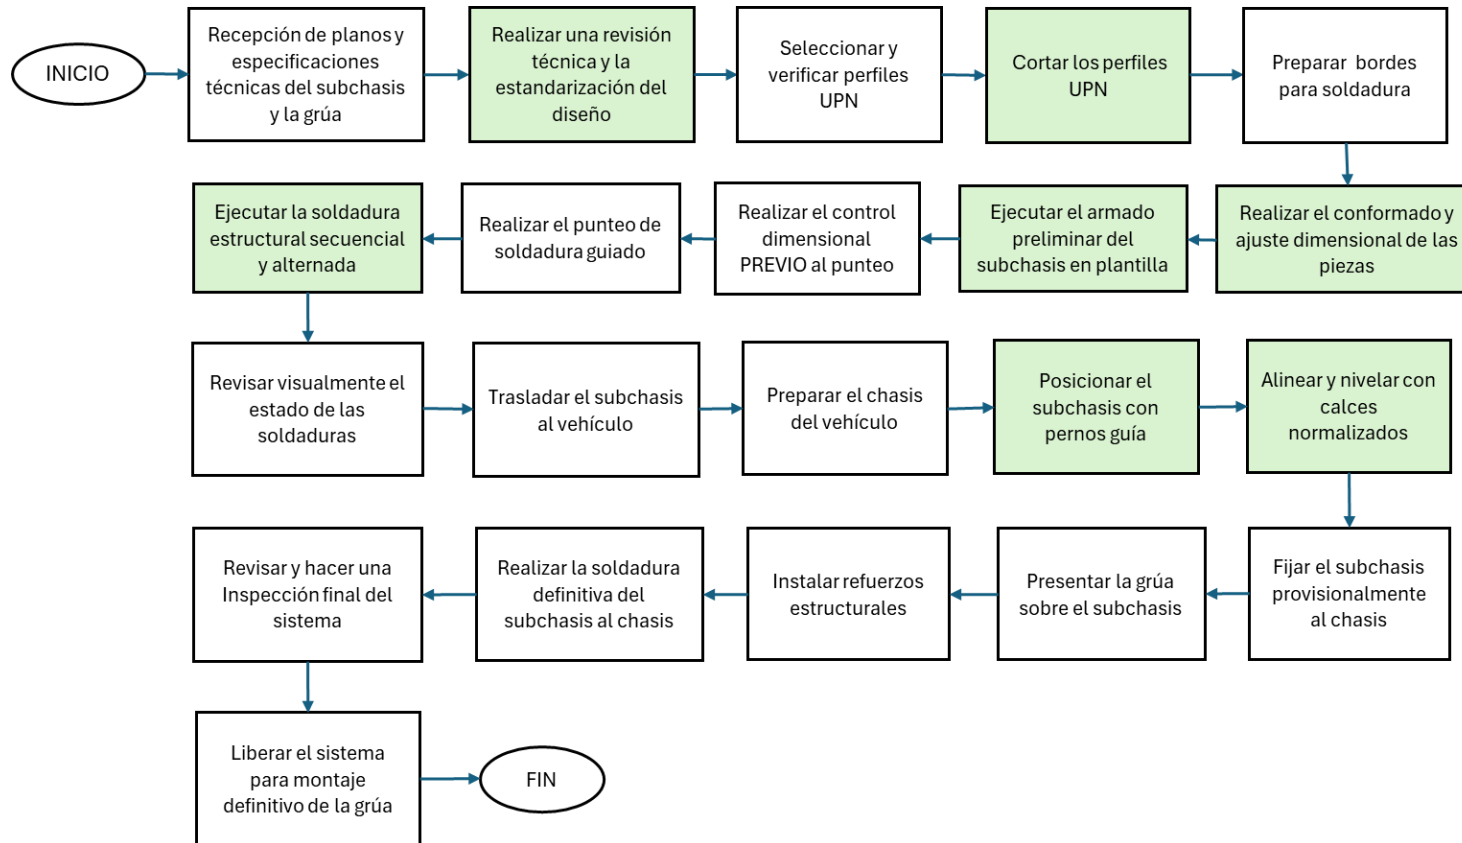 INICIO
Recepción de planos y
especificaciones
técnicas del subchasis
y la grúa
Realizar una revisión
técnica y la
estandarización del
diseño
Seleccionar y
verificar perfiles
UPN
Cortar los perfiles
UPN
Preparar bordes
para soldadura
Realizar el conformado y
ajuste dimensional de las
piezas
Ejecutar el armado
preliminar del
subchasis en plantilla
Realizar el control
dimensional
PREVIO al punteo
Realizar el punteo de
soldadura guiado
Ejecutar la soldadura
estructural secuencial
y alternada
Revisar visualmente el
estado de las
soldaduras
Trasladar el subchasis
al vehículo
Preparar el chasis
del vehículo
Posicionar el
subchasis con
pernos guía
Alinear y nivelar con
calces
normalizados
Fijar el subchasis
provisionalmente
al chasis
Presentar la grúa
sobre el subchasis
Instalar refuerzos
estructurales
Realizar la soldadura
definitiva del
subchasis al chasis
Revisar y hacer una
Inspección final del
sistema
Liberar el sistema
para montaje
definitivo de la grúa
FIN